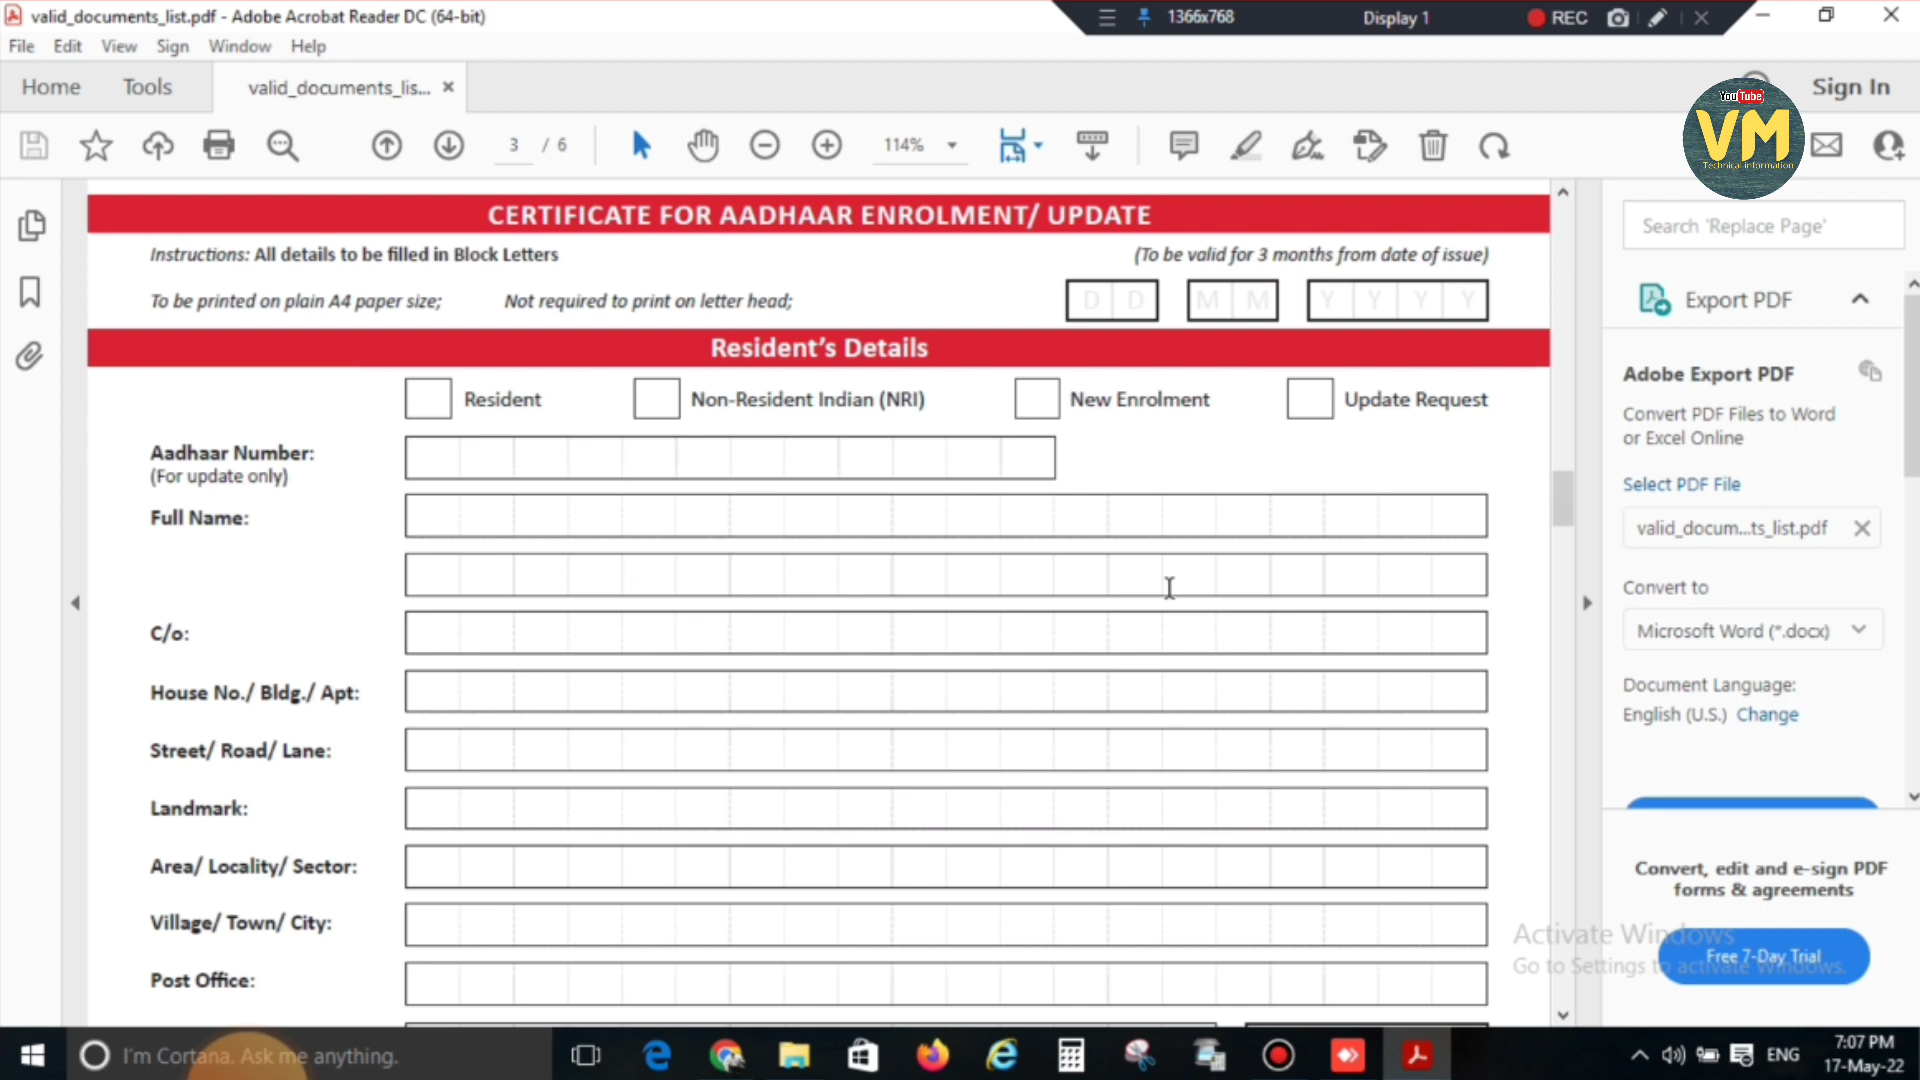 valid_documents_list.pdf - Adobe Acrobat Reader DC (64-bit)
1366x768
Display 1
REC
File Edit View Sign Window Help
Home Tools valid_documents_lis...
Sign In
YouTube
VM
Technical information
3 / 6
114%
CERTIFICATE FOR AADHAAR ENROLMENT/ UPDATE
Instructions: All details to be filled in Block Letters
(To be valid for 3 months from date of issue)
To be printed on plain A4 paper size; Not required to print on letter head;
D D M M Y Y Y Y
Resident's Details
Resident Non-Resident Indian (NRI) New Enrolment Update Request
Aadhaar Number:
(For update only)
Full Name:
C/o:
House No./ Bldg./ Apt:
Street/ Road/ Lane:
Landmark:
Area/ Locality/ Sector:
Village/ Town/ City:
Post Office:
Search 'Replace Page'
Export PDF
Adobe Export PDF
Convert PDF Files to Word
or Excel Online
Select PDF File
valid_docum...ts_list.pdf
Convert to
Microsoft Word (*.docx)
Document Language:
English (U.S.) Change
Convert, edit and e-sign PDF
forms & agreements
Free 7-Day Trial
Activate Windows
Go to Settings to activate Windows.
I'm Cortana. Ask me anything.
ENG
7:07 PM
17-May-22